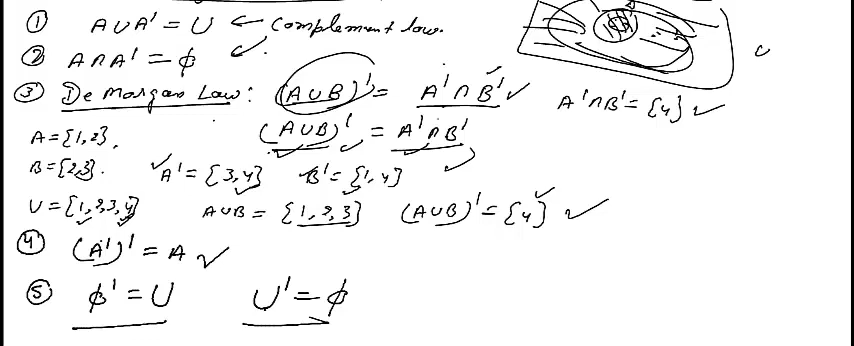 ① A∪A' = U ← Complement law.
② A∩A' = ϕ
③ De Morgan Law: (A∪B)' = A'∩B'
A'∩B' = {4}
(A∪B)' = A'∩B'
A = {1,2}.
B = {2,3}. A' = {3,4} B' = {1,4}
U = {1,2,3,4} A∪B = {1,2,3} (A∪B)' = {4}
④ (A')' = A
⑤ ϕ' = U U' = ϕ